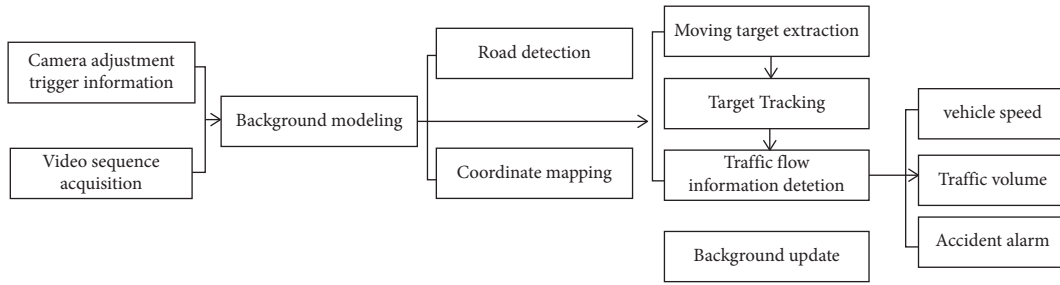 Camera adjustment
trigger information
Video sequence
acquisition
Background modeling
Road detection
Coordinate mapping
Moving target extraction
Target Tracking
Traffic flow
information detetion
Background update
vehicle speed
Traffic volume
Accident alarm